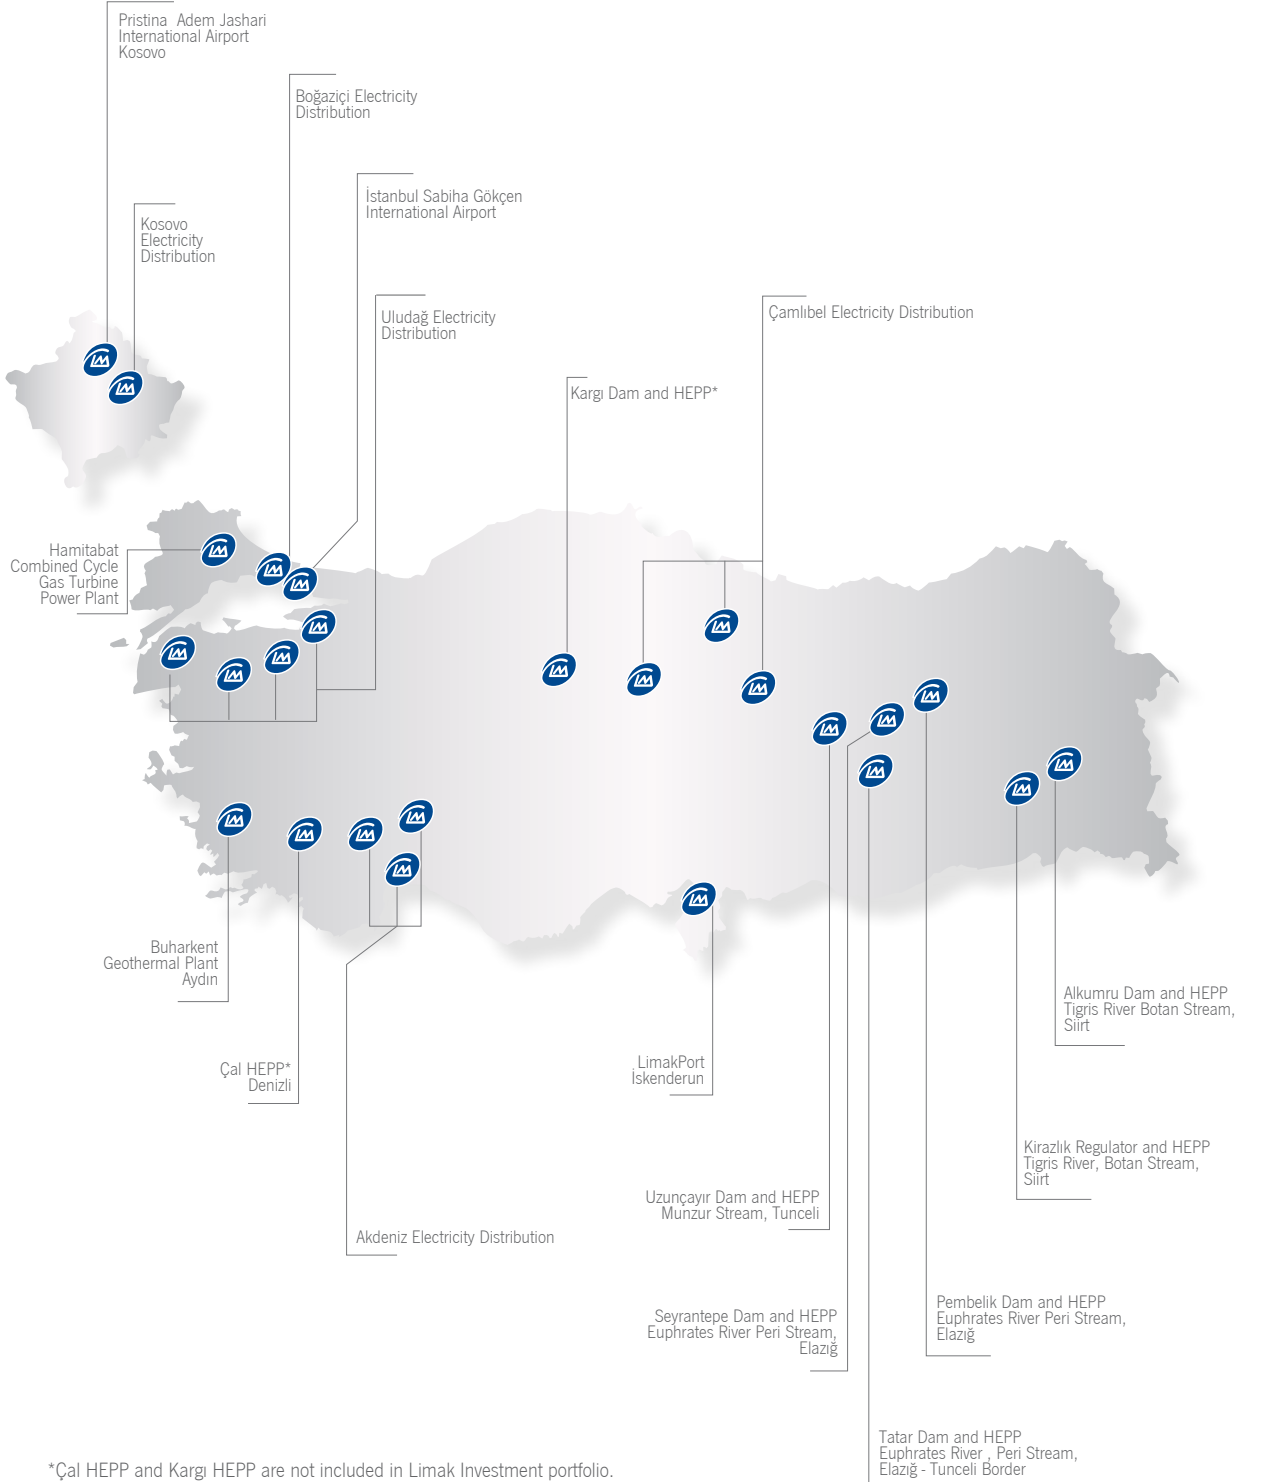 Pristina Adem Jashari
International Airport
Kosovo
Boğaziçi Electricity
Distribution
İstanbul Sabiha Gökçen
International Airport
Kosovo
Electricity
Distribution
Uludağ Electricity
Distribution
Çamlıbel Electricity Distribution
Kargı Dam and HEPP*
Hamitabat
Combined Cycle
Gas Turbine
Power Plant
Buharkent
Geothermal Plant
Aydın
Çal HEPP*
Denizli
Akdeniz Electricity Distribution
LimakPort
İskenderun
Alkumru Dam and HEPP
Tigris River Botan Stream,
Siirt
Kirazlık Regulator and HEPP
Tigris River, Botan Stream,
Siirt
Uzunçayır Dam and HEPP
Munzur Stream, Tunceli
Seyrantepe Dam and HEPP
Euphrates River Peri Stream,
Elazığ
Pembelik Dam and HEPP
Euphrates River Peri Stream,
Elazığ
Tatar Dam and HEPP
Euphrates River , Peri Stream,
Elazığ - Tunceli Border
*Çal HEPP and Kargı HEPP are not included in Limak Investment portfolio.